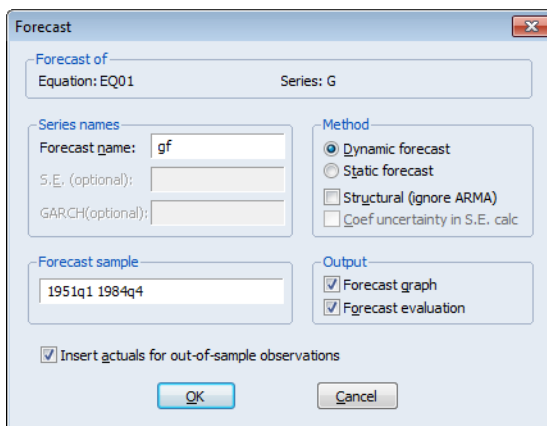 Forecast
Forecast of
Equation: EQ01 Series: G
Series names
Forecast name: gf
S.E. (optional):
GARCH(optional):
Method
Dynamic forecast
Static forecast
Structural (ignore ARMA)
Coef uncertainty in S.E. calc
Forecast sample
1951q1 1984q4
Output
Forecast graph
Forecast evaluation
Insert actuals for out-of-sample observations
OK Cancel